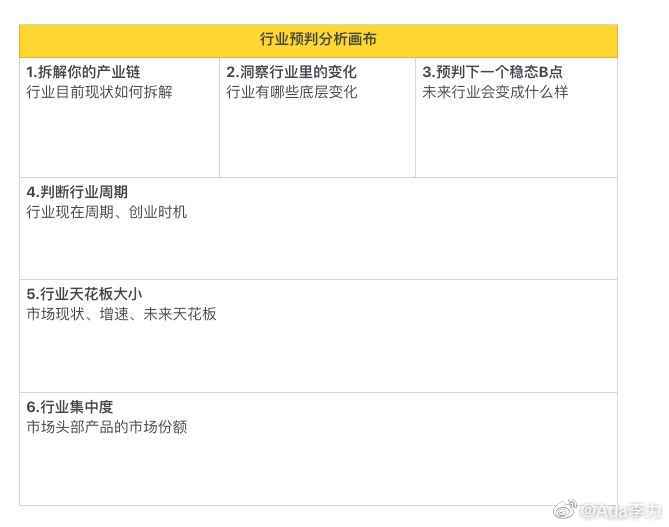 行业预判分析画布
1.拆解你的产业链
行业目前现状如何拆解
2.洞察行业里的变化
行业有哪些底层变化
3.预判下一个稳态B点
未来行业会变成什么样
4.判断行业周期
行业现在周期、创业时机
5.行业天花板大小
市场现状、增速、未来天花板
6.行业集中度
市场头部产品的市场份额
@Ada李力